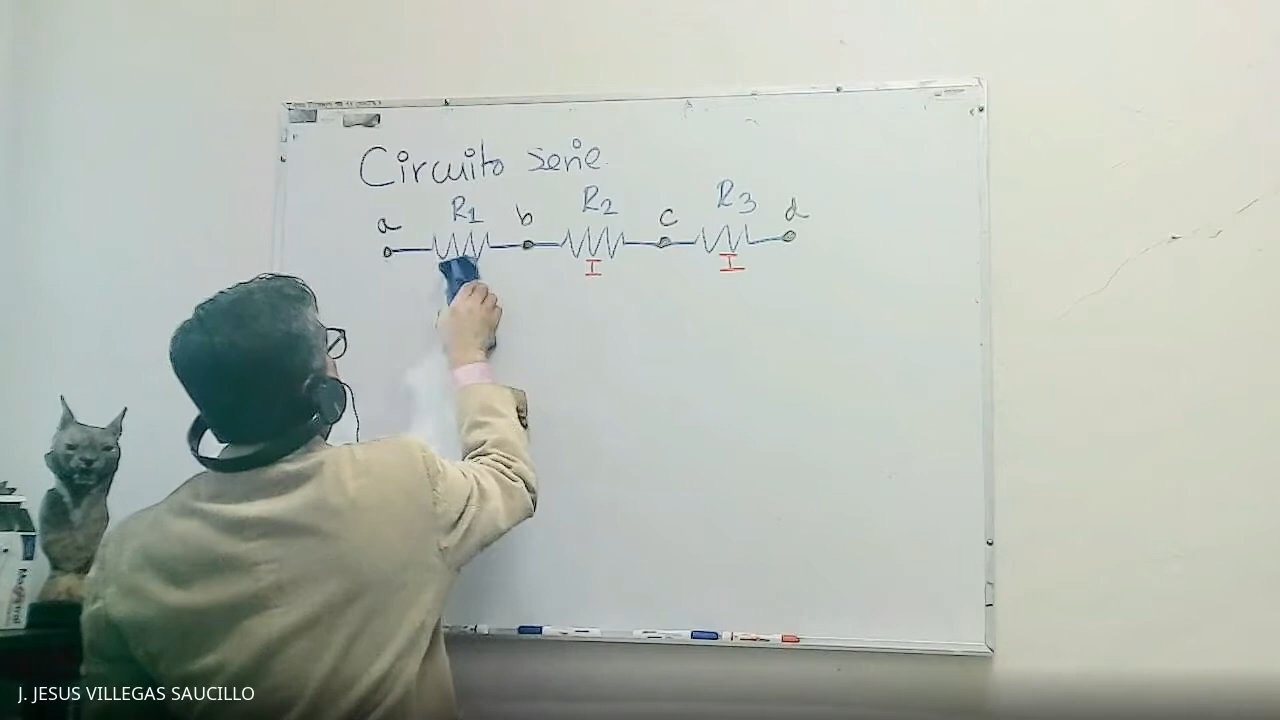 Circuito serie
R1 R2 R3
a b c d
I I
J. JESUS VILLEGAS SAUCILLO